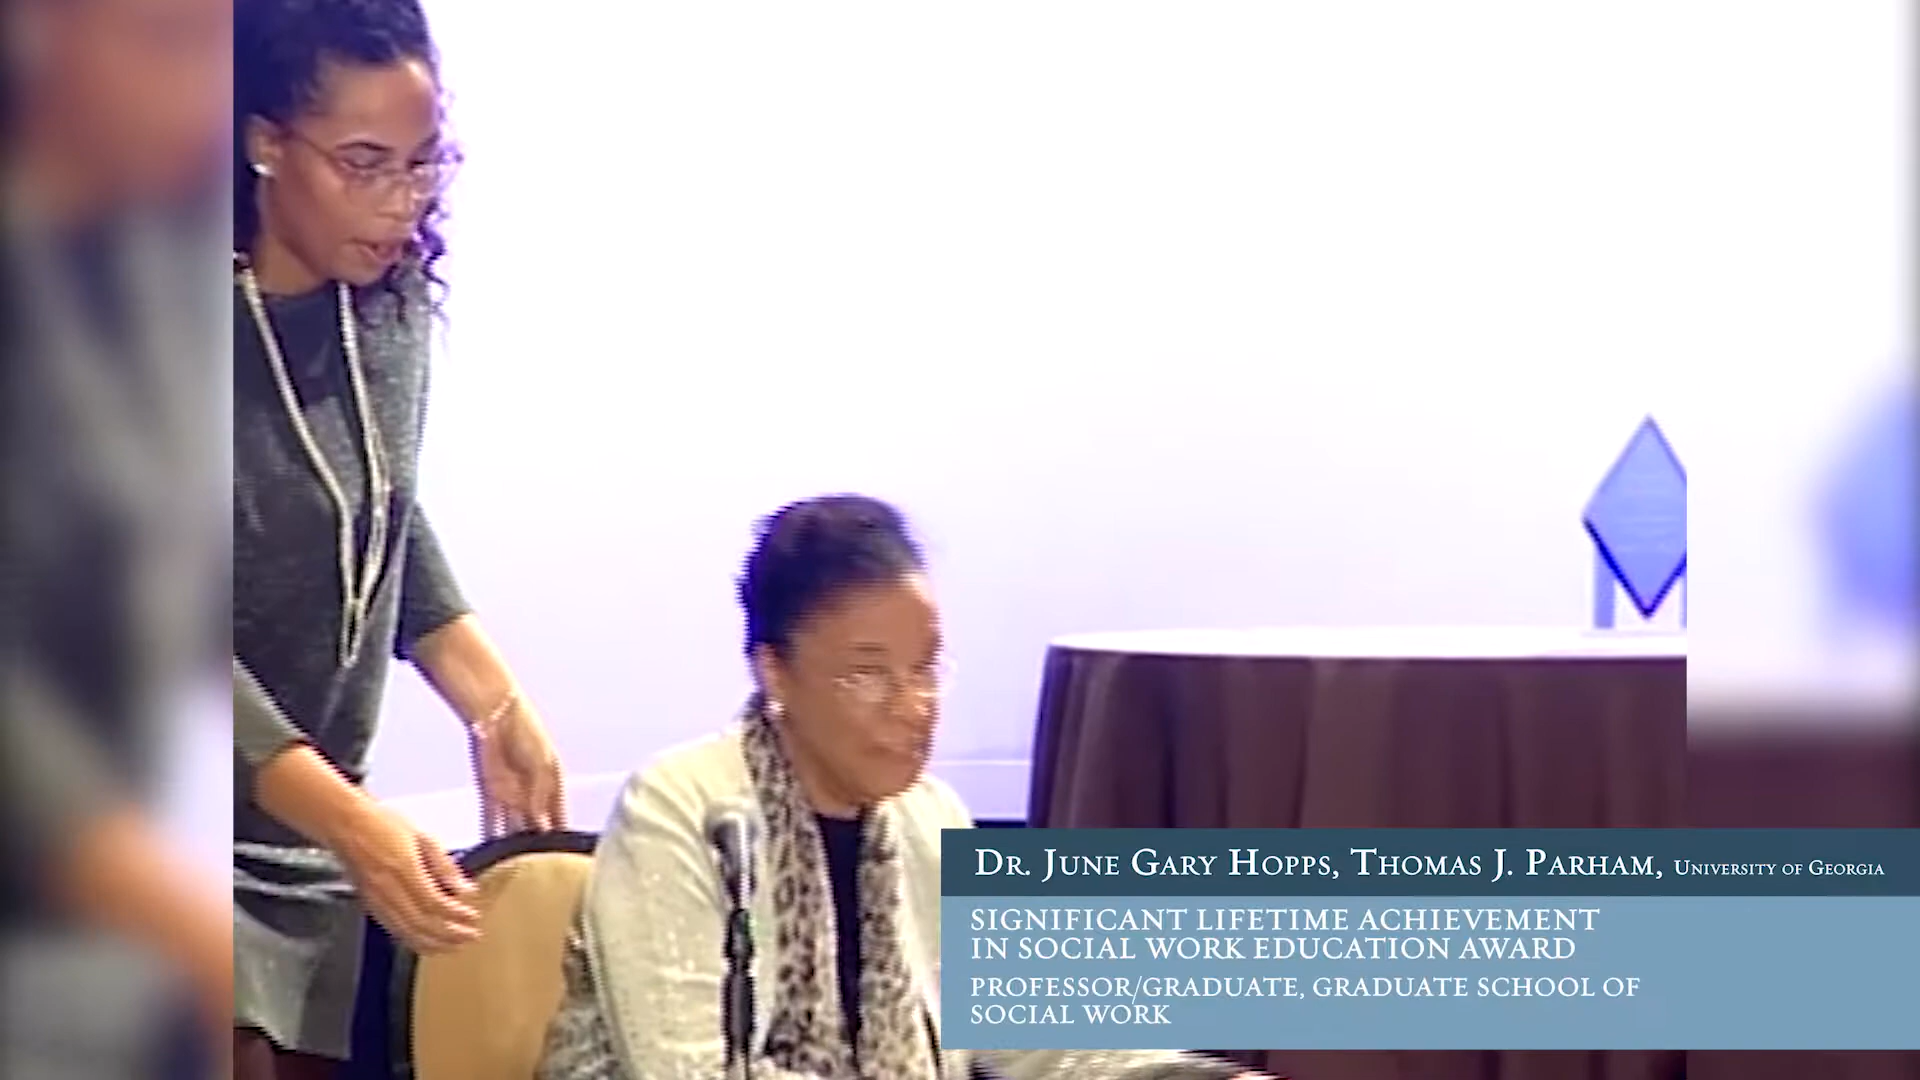 Dr. June Gary Hopps, Thomas J. Parham, University of Georgia
SIGNIFICANT LIFETIME ACHIEVEMENT
IN SOCIAL WORK EDUCATION AWARD
PROFESSOR/GRADUATE, GRADUATE SCHOOL OF
SOCIAL WORK